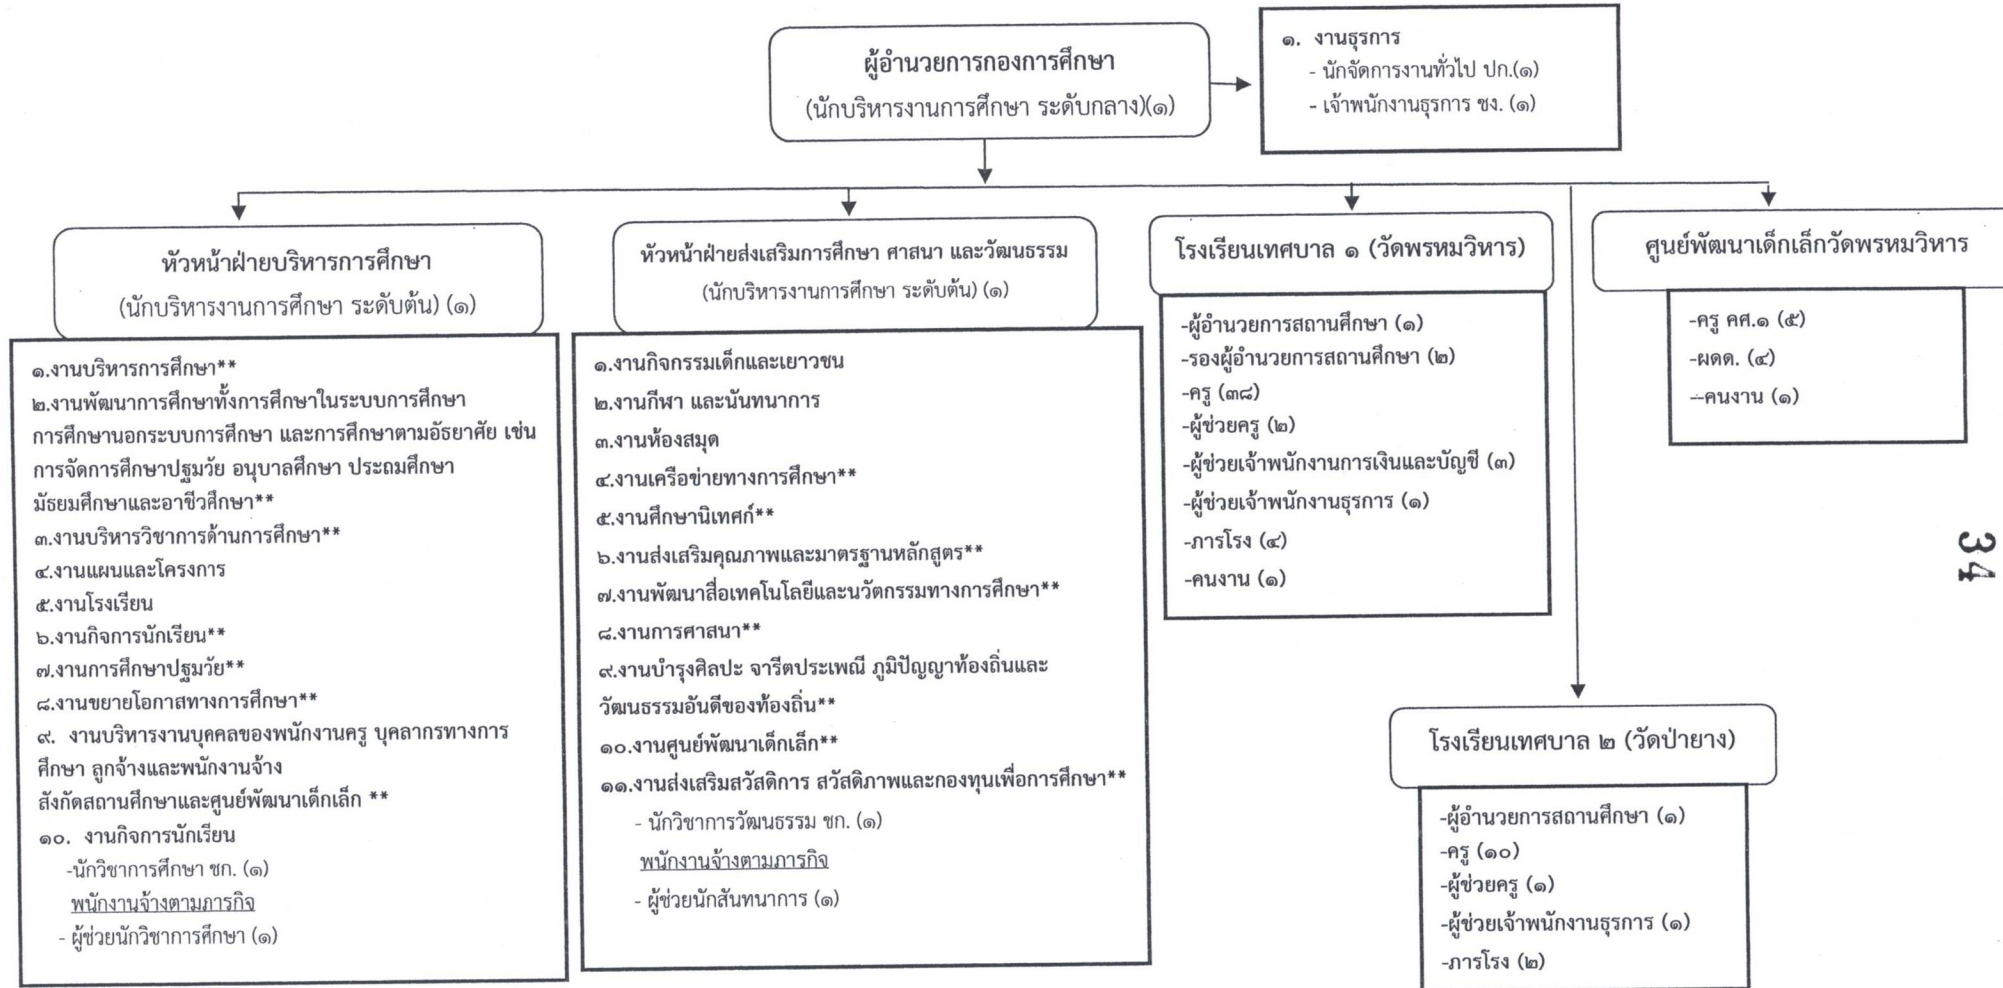 ผู้อำนวยการกองการศึกษา
(นักบริหารงานการศึกษา ระดับกลาง)(๑)
๑. งานธุรการ
- นักจัดการงานทั่วไป ปก.(๑)
- เจ้าพนักงานธุรการ ชง. (๑)
หัวหน้าฝ่ายบริหารการศึกษา
(นักบริหารงานการศึกษา ระดับต้น) (๑)
๑.งานบริหารการศึกษา**
๒.งานพัฒนาการศึกษาทั้งการศึกษาในระบบการศึกษา
การศึกษานอกระบบการศึกษา และการศึกษาตามอัธยาศัย เช่น
การจัดการศึกษาปฐมวัย อนุบาลศึกษา ประถมศึกษา
มัธยมศึกษาและอาชีวศึกษา**
๓.งานบริหารวิชาการด้านการศึกษา**
๔.งานแผนและโครงการ
๕.งานโรงเรียน
๖.งานกิจการนักเรียน**
๗.งานการศึกษาปฐมวัย**
๘.งานขยายโอกาสทางการศึกษา**
๙. งานบริหารงานบุคคลของพนักงานครู บุคลากรทางการ
ศึกษา ลูกจ้างและพนักงานจ้าง
สังกัดสถานศึกษาและศูนย์พัฒนาเด็กเล็ก **
๑๐. งานกิจการนักเรียน
-นักวิชาการศึกษา ชก. (๑)
พนักงานจ้างตามภารกิจ
- ผู้ช่วยนักวิชาการศึกษา (๑)
หัวหน้าฝ่ายส่งเสริมการศึกษา ศาสนา และวัฒนธรรม
(นักบริหารงานการศึกษา ระดับต้น) (๑)
๑.งานกิจกรรมเด็กและเยาวชน
๒.งานกีฬา และนันทนาการ
๓.งานห้องสมุด
๔.งานเครือข่ายทางการศึกษา**
๕.งานศึกษานิเทศก์**
๖.งานส่งเสริมคุณภาพและมาตรฐานหลักสูตร**
๗.งานพัฒนาสื่อเทคโนโลยีและนวัตกรรมทางการศึกษา**
๘.งานการศาสนา**
๙.งานบำรุงศิลปะ จารีตประเพณี ภูมิปัญญาท้องถิ่นและ
วัฒนธรรมอันดีของท้องถิ่น**
๑๐.งานศูนย์พัฒนาเด็กเล็ก**
๑๑.งานส่งเสริมสวัสดิการ สวัสดิภาพและกองทุนเพื่อการศึกษา**
- นักวิชาการวัฒนธรรม ชก. (๑)
พนักงานจ้างตามภารกิจ
- ผู้ช่วยนักสันทนาการ (๑)
โรงเรียนเทศบาล ๑ (วัดพรหมวิหาร)
-ผู้อำนวยการสถานศึกษา (๑)
-รองผู้อำนวยการสถานศึกษา (๒)
-ครู (๓๘)
-ผู้ช่วยครู (๒)
-ผู้ช่วยเจ้าพนักงานการเงินและบัญชี (๓)
-ผู้ช่วยเจ้าพนักงานธุรการ (๑)
-ภารโรง (๔)
-คนงาน (๑)
ศูนย์พัฒนาเด็กเล็กวัดพรหมวิหาร
-ครู คศ.๑ (๕)
-ผดด. (๔)
--คนงาน (๑)
34
โรงเรียนเทศบาล ๒ (วัดป่ายาง)
-ผู้อำนวยการสถานศึกษา (๑)
-ครู (๑๐)
-ผู้ช่วยครู (๑)
-ผู้ช่วยเจ้าพนักงานธุรการ (๑)
-ภารโรง (๒)